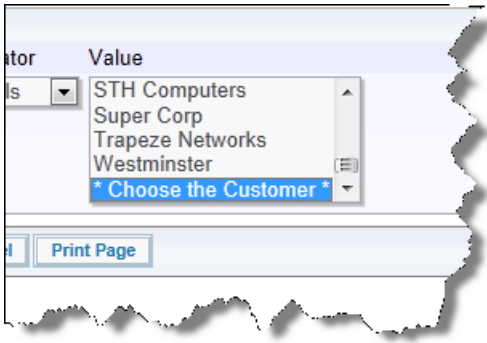 ator Value
ls STH Computers
Super Corp
Trapeze Networks
Westminster
* Choose the Customer *
el Print Page